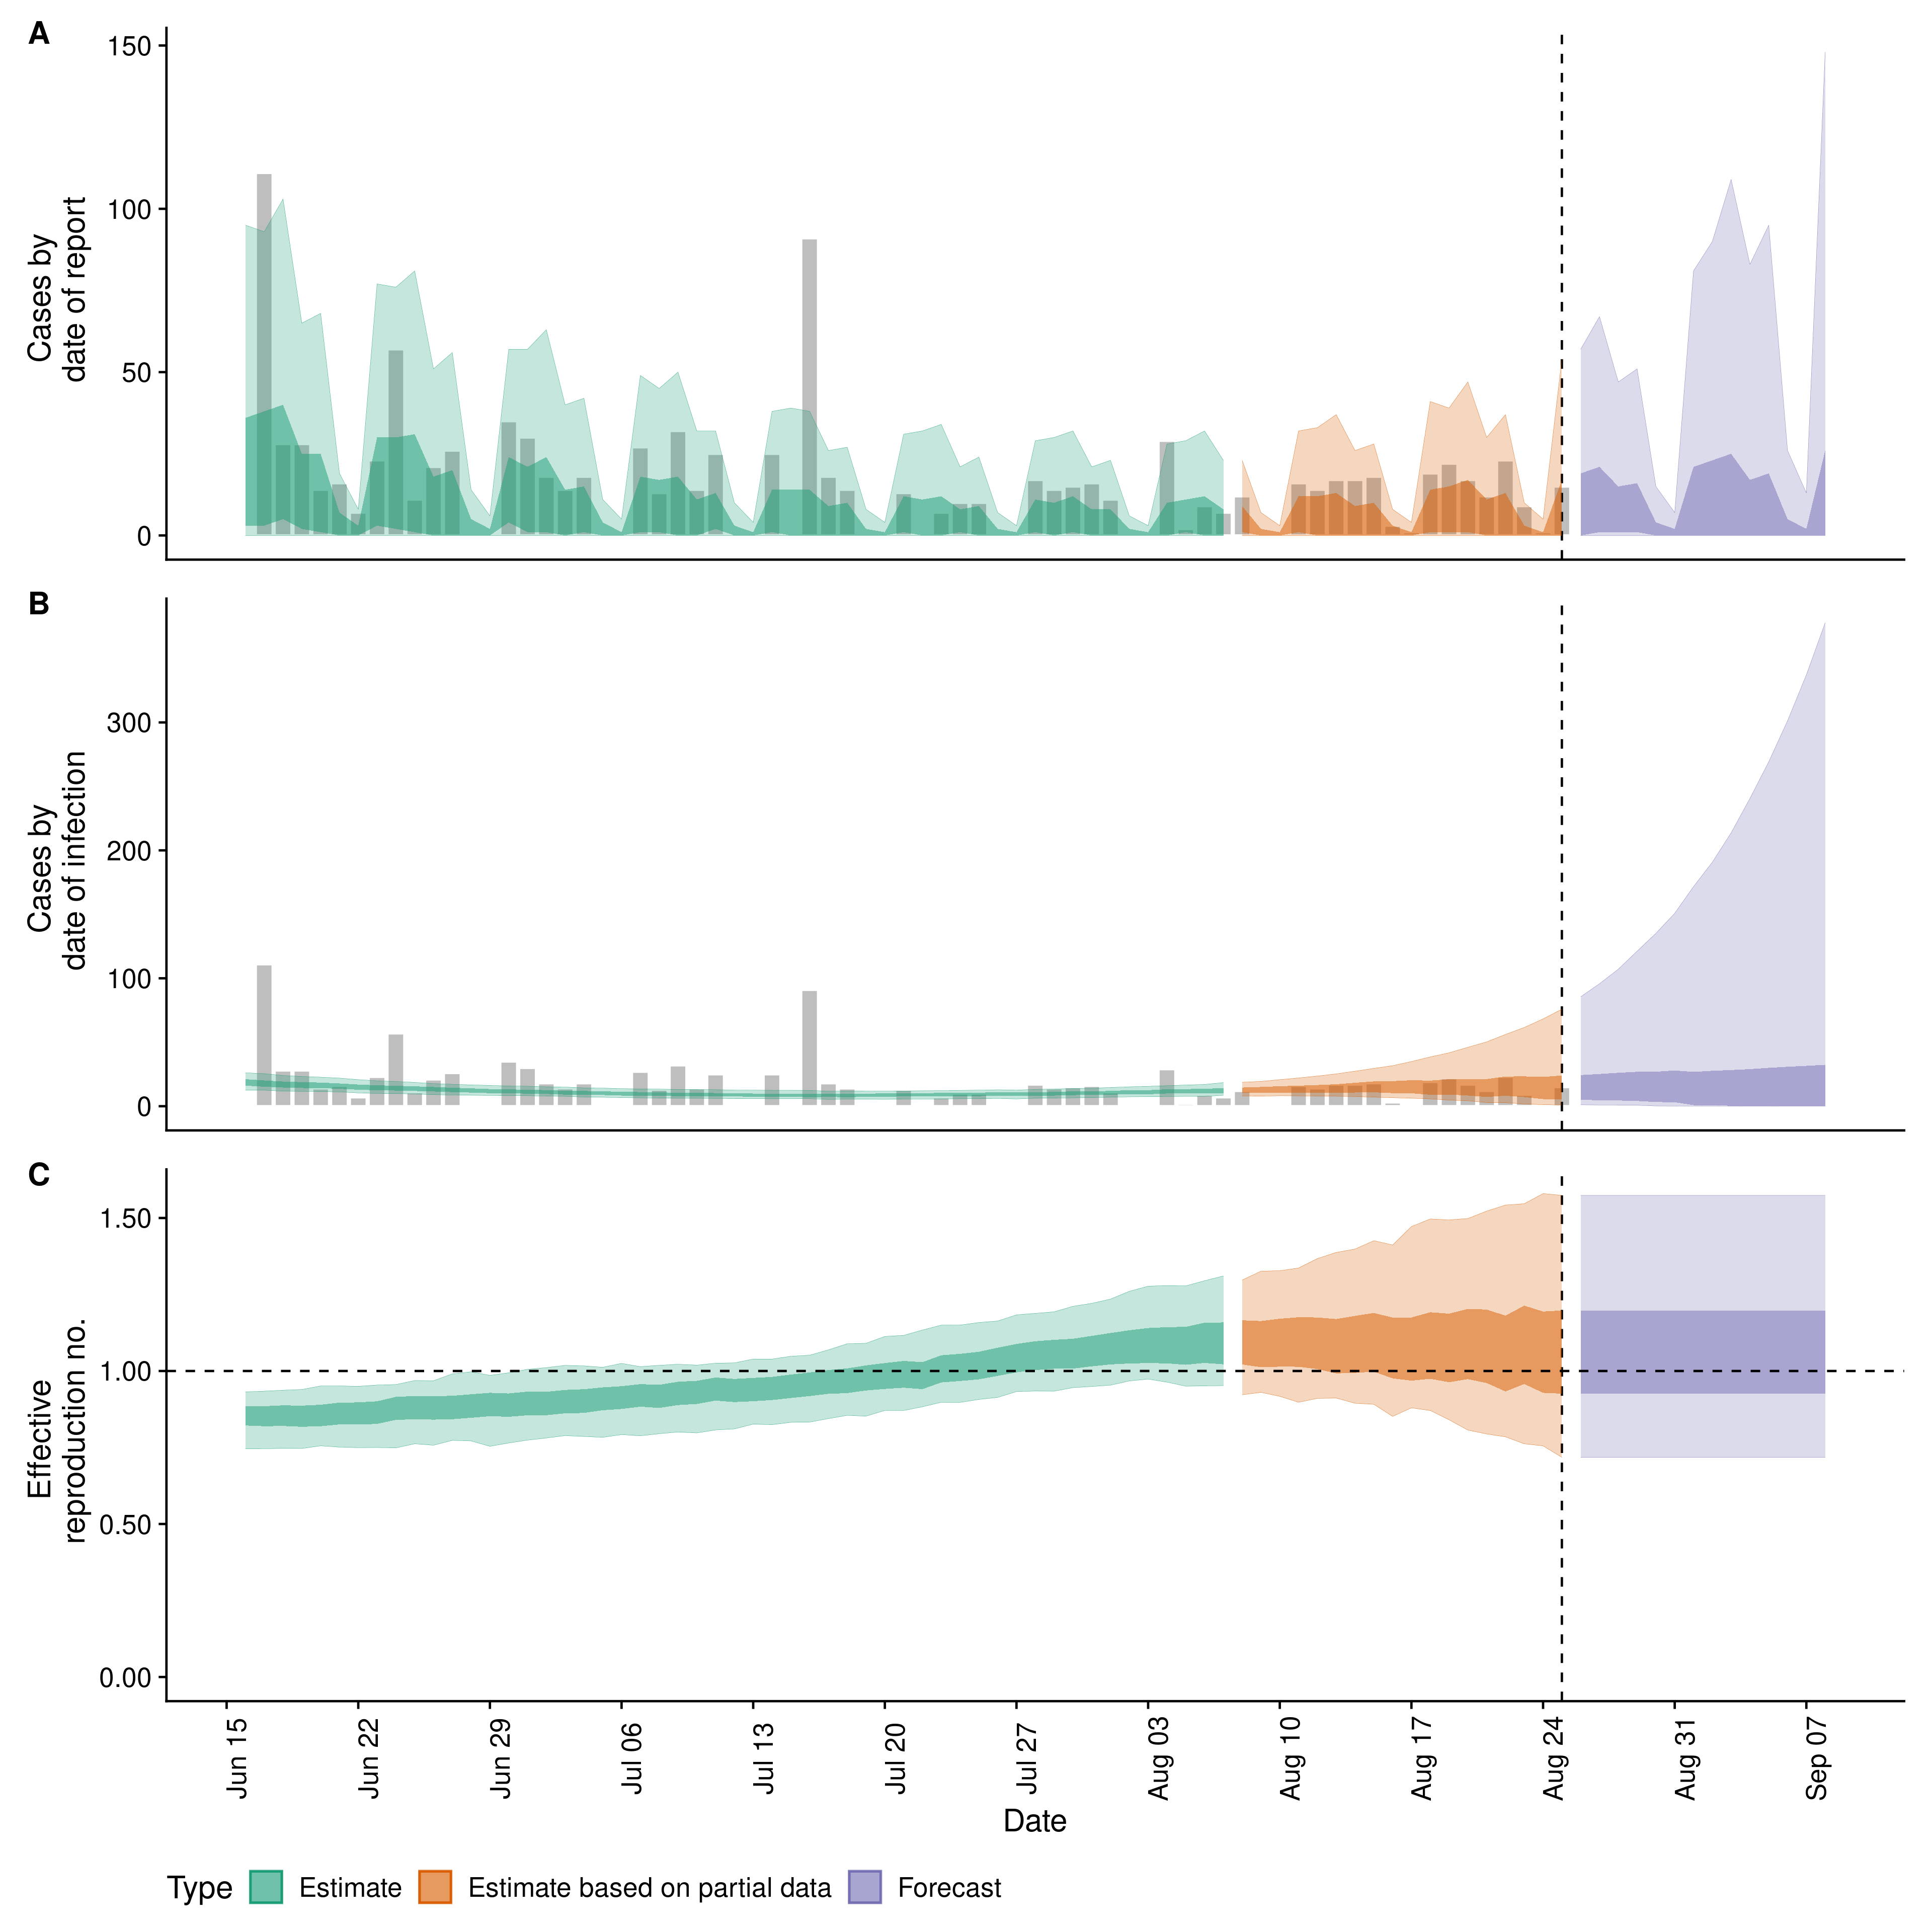 A
150
100
50
0
Cases by
date of report
B
300
200
100
0
Cases by
date of infection
C
1.50
1.00
0.50
0.00
Effective
reproduction no.
Jun 15
Jun 22
Jun 29
Jul 06
Jul 13
Jul 20
Jul 27
Aug 03
Aug 10
Aug 17
Aug 24
Aug 31
Sep 07
Date
Type Estimate Estimate based on partial data Forecast